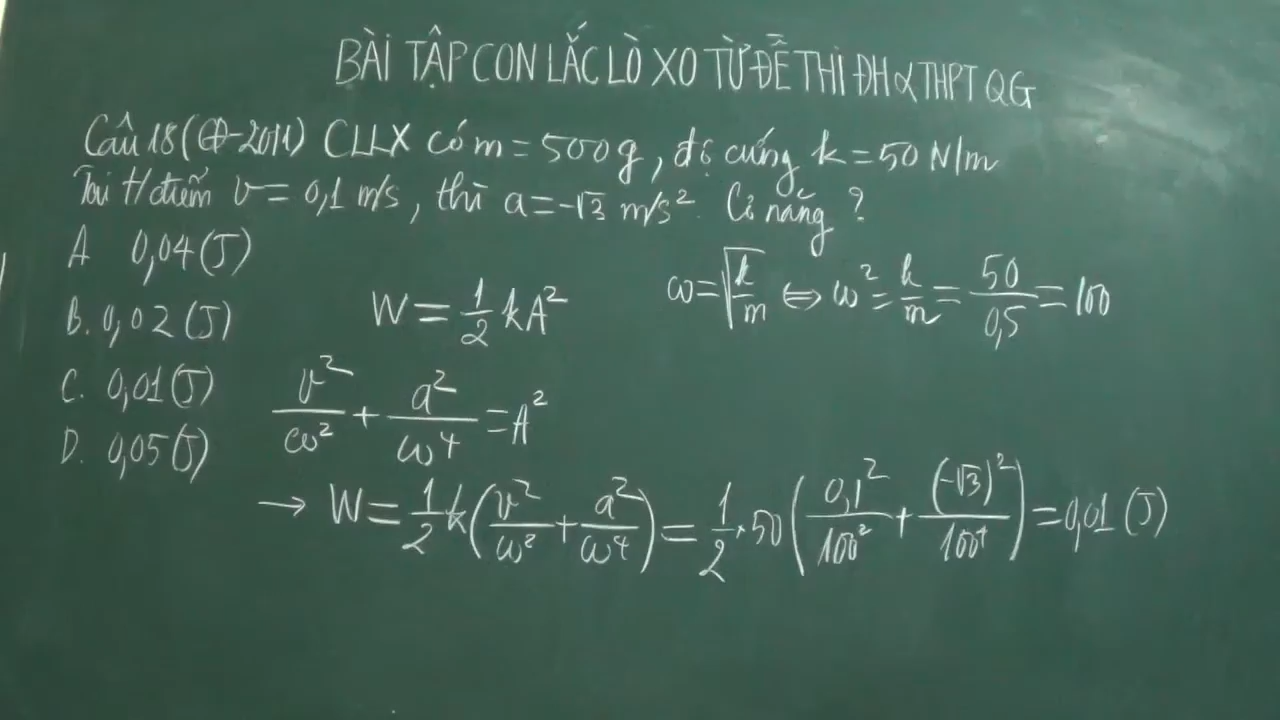 BÀI TẬP CON LẮC LÒ XO TỪ ĐỀ THI ĐH & THPT QG
Câu 18 (CĐ-2011) CLLX có m = 500g, độ cứng k = 50 N/m
Tại t/điểm v = 0,1 m/s, thì a = -√3 m/s². Cơ năng ?
A 0,04 (J)
B. 0,02 (J)
C. 0,01 (J)
D. 0,05 (J)
W = 1/2 kA²
ω = √(k/m) ⇔ ω² = k/m = 50/0,5 = 100
v²/ω² + a²/ω⁴ = A²
→ W = 1/2 k (v²/ω² + a²/ω⁴) = 1/2 . 50 (0,1²/100² + (-√3)²/100⁴) = 0,01 (J)